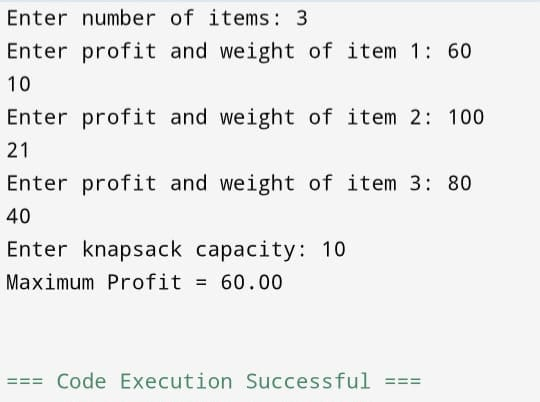 Enter number of items: 3
Enter profit and weight of item 1: 60
10
Enter profit and weight of item 2: 100
21
Enter profit and weight of item 3: 80
40
Enter knapsack capacity: 10
Maximum Profit = 60.00
=== Code Execution Successful ===